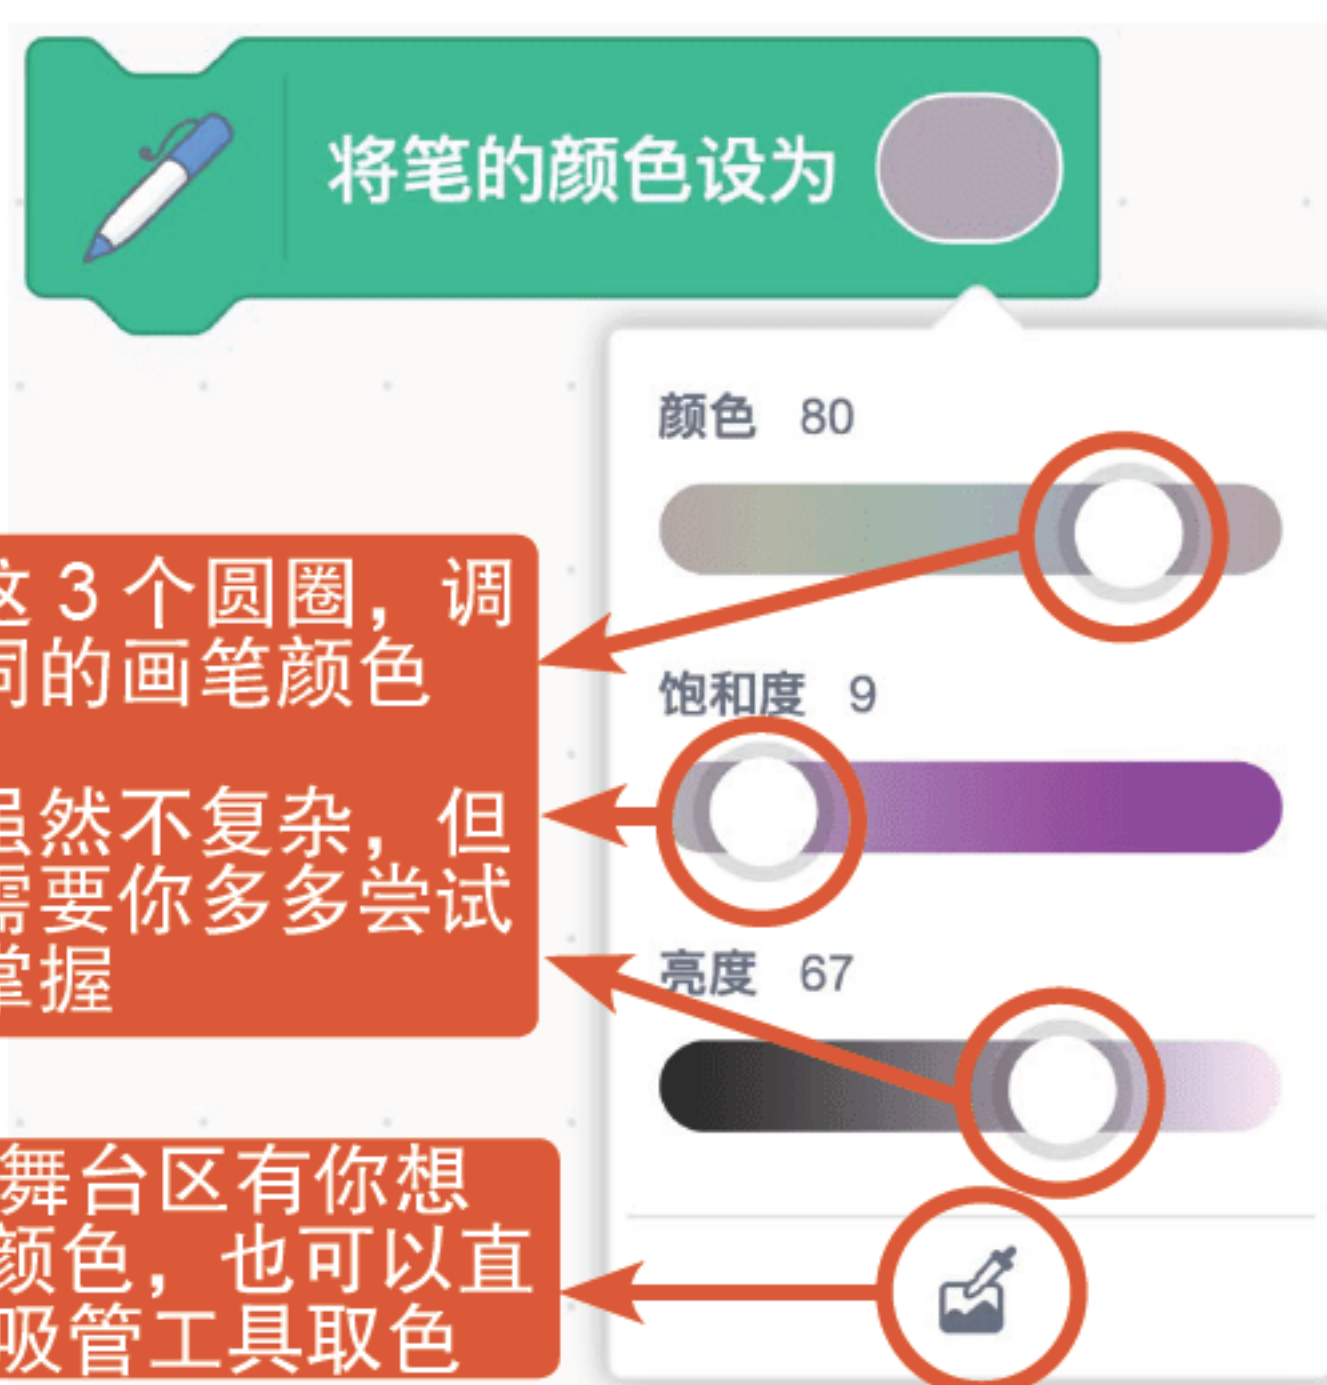 将笔的颜色设为
颜色 80
这 3 个圆圈，调
同的画笔颜色
饱和度 9
虽然不复杂，但
需要你多多尝试
掌握
亮度 67
舞台区有你想
颜色，也可以直
吸管工具取色